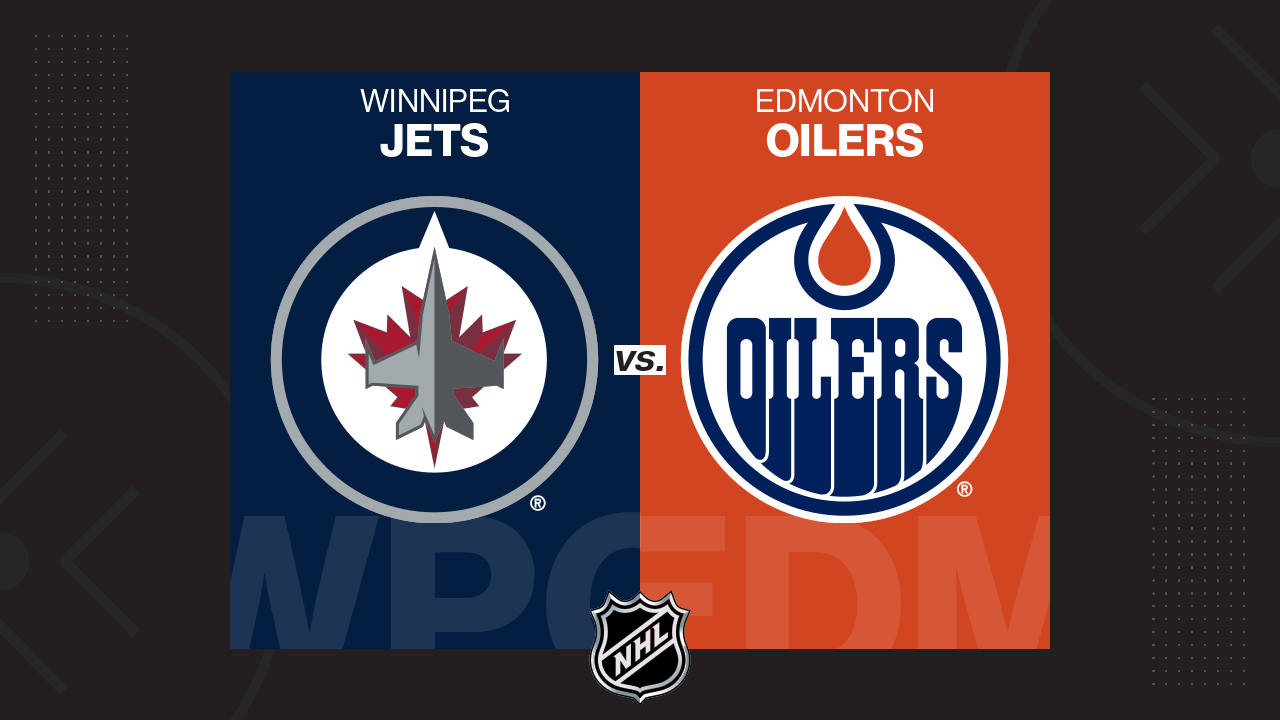 WINNIPEG
JETS
EDMONTON
OILERS
vs.
OILERS
®
®
WPG
EDM
NHL